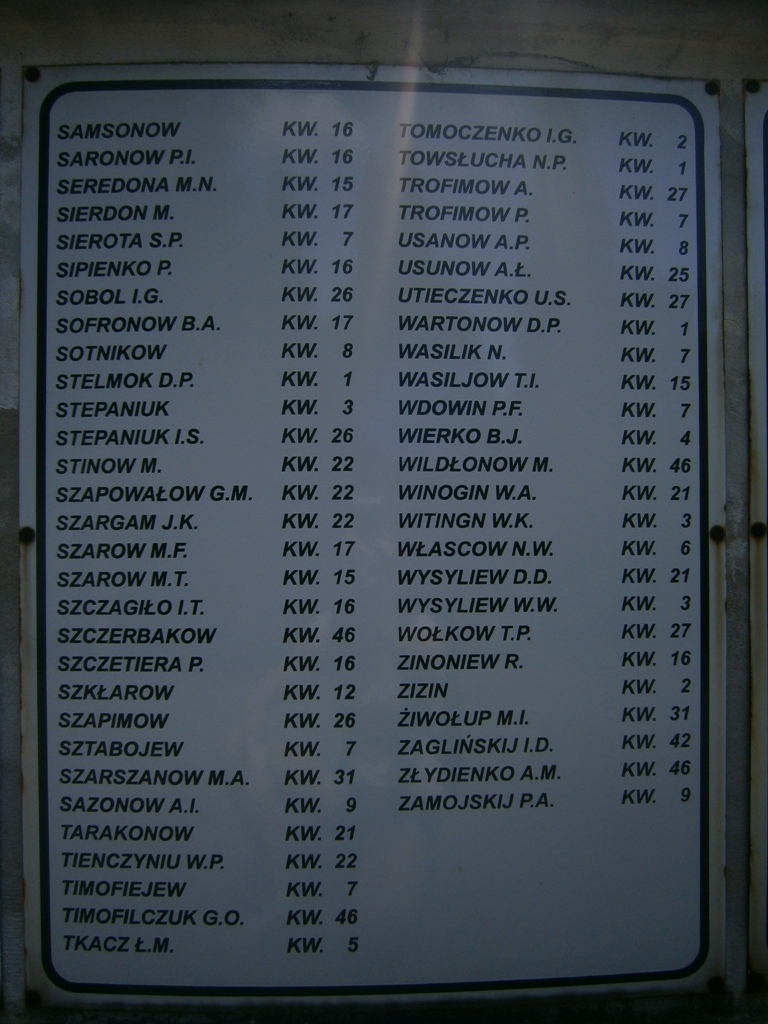 SAMSONOW KW. 16
SARONOW P.I. KW. 16
SEREDONA M.N. KW. 15
SIERDON M. KW. 17
SIEROTA S.P. KW. 7
SIPIENKO P. KW. 16
SOBOL I.G. KW. 26
SOFRONOW B.A. KW. 17
SOTNIKOW KW. 8
STELMOK D.P. KW. 1
STEPANIUK KW. 3
STEPANIUK I.S. KW. 26
STINOW M. KW. 22
SZAPOWAŁOW G.M. KW. 22
SZARGAM J.K. KW. 22
SZAROW M.F. KW. 17
SZAROW M.T. KW. 15
SZCZAGIŁO I.T. KW. 16
SZCZERBAKOW KW. 46
SZCZETIERA P. KW. 16
SZKŁAROW KW. 12
SZAPIMOW KW. 26
SZTABOJEW KW. 7
SZARSZANOW M.A. KW. 31
SAZONOW A.I. KW. 9
TARAKONOW KW. 21
TIENCZYNIU W.P. KW. 22
TIMOFIEJEW KW. 7
TIMOFILCZUK G.O. KW. 46
TKACZ Ł.M. KW. 5
TOMOCZENKO I.G. KW. 2
TOWSŁUCHA N.P. KW. 1
TROFIMOW A. KW. 27
TROFIMOW P. KW. 7
USANOW A.P. KW. 8
USUNOW A.Ł. KW. 25
UTIECZENKO U.S. KW. 27
WARTONOW D.P. KW. 1
WASILIK N. KW. 7
WASILJOW T.I. KW. 15
WDOWIN P.F. KW. 7
WIERKO B.J. KW. 4
WILDŁONOW M. KW. 46
WINOGIN W.A. KW. 21
WITINGN W.K. KW. 3
WŁASCOW N.W. KW. 6
WYSYLIEW D.D. KW. 21
WYSYLIEW W.W. KW. 3
WOŁKOW T.P. KW. 27
ZINONIEW R. KW. 16
ZIZIN KW. 2
ŻIWOŁUP M.I. KW. 31
ZAGLIŃSKIJ I.D. KW. 42
ZŁYDIENKO A.M. KW. 46
ZAMOJSKIJ P.A. KW. 9